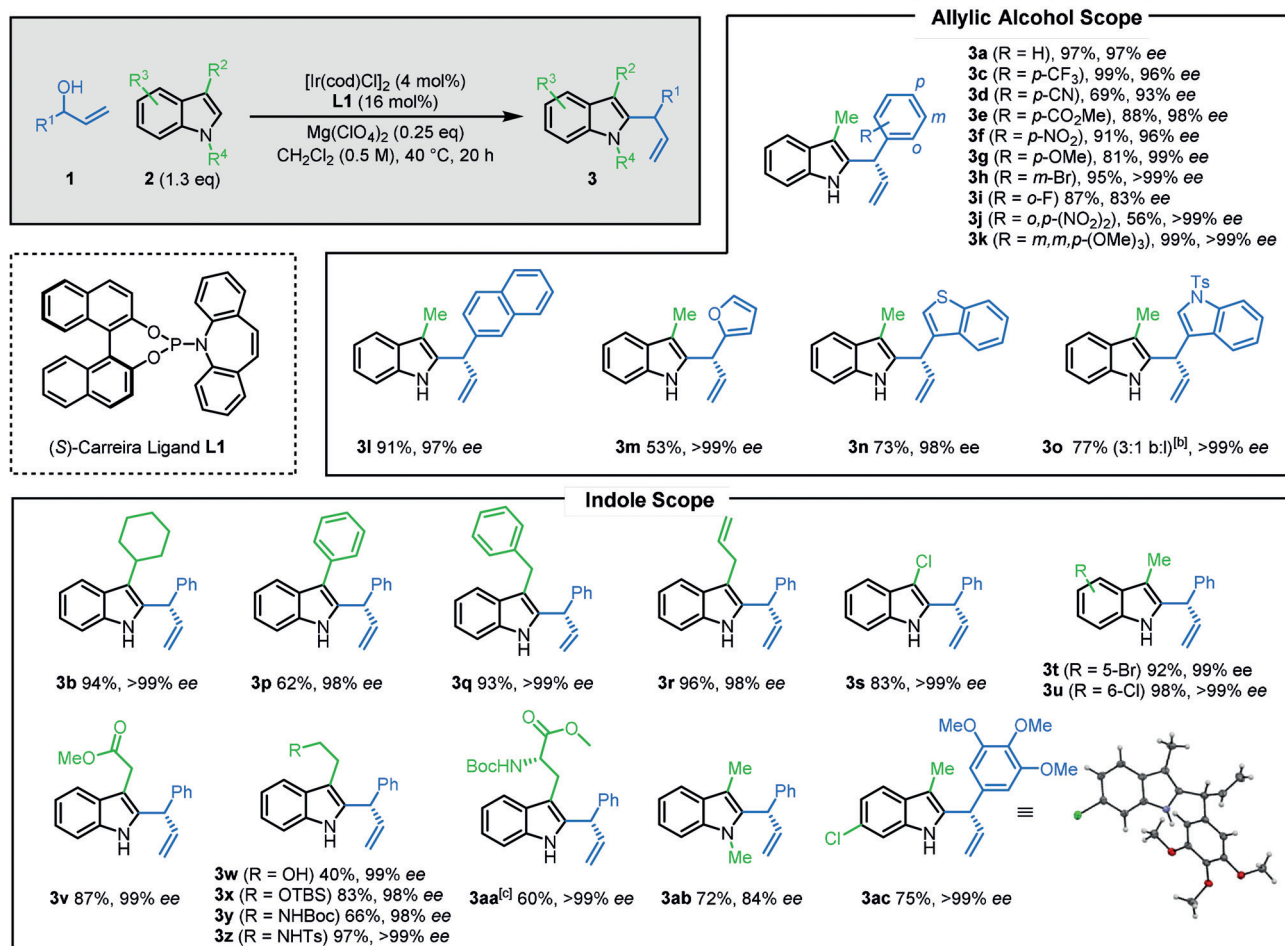 Allylic Alcohol Scope
R³
R²
OH
R¹
R⁴
1
2 (1.3 eq)
[Ir(cod)Cl]₂ (4 mol%)
L1 (16 mol%)
Mg(ClO₄)₂ (0.25 eq)
CH₂Cl₂ (0.5 M), 40 °C, 20 h
R³
R²
R¹
N
R⁴
3
Me
R
p
m
o
N
H
3a (R = H), 97%, 97% ee
3c (R = p-CF₃), 99%, 96% ee
3d (R = p-CN), 69%, 93% ee
3e (R = p-CO₂Me), 88%, 98% ee
3f (R = p-NO₂), 91%, 96% ee
3g (R = p-OMe), 81%, 99% ee
3h (R = m-Br), 95%, >99% ee
3i (R = o-F) 87%, 83% ee
3j (R = o,p-(NO₂)₂), 56%, >99% ee
3k (R = m,m,p-(OMe)₃), 99%, >99% ee
O
P
N
O
(S)-Carreira Ligand L1
Me
N
H
3l 91%, 97% ee
Me
O
N
H
3m 53%, >99% ee
Me
S
N
H
3n 73%, 98% ee
Ts
N
Me
N
H
3o 77% (3:1 b:l)[b], >99% ee
Indole Scope
Ph
N
H
3b 94%, >99% ee
Ph
N
H
3p 62%, 98% ee
Ph
N
H
3q 93%, >99% ee
Ph
N
H
3r 96%, 98% ee
Cl
Ph
N
H
3s 83%, >99% ee
R
Me
Ph
N
H
3t (R = 5-Br) 92%, 99% ee
3u (R = 6-Cl) 98%, >99% ee
O
MeO
Ph
N
H
3v 87%, 99% ee
R
Ph
N
H
3w (R = OH) 40%, 99% ee
3x (R = OTBS) 83%, 98% ee
3y (R = NHBoc) 66%, 98% ee
3z (R = NHTs) 97%, >99% ee
O
O
BocHN
Ph
N
H
3aa[c] 60%, >99% ee
Me
Ph
N
Me
3ab 72%, 84% ee
MeO
OMe
OMe
Me
Cl
N
H
≡
3ac 75%, >99% ee